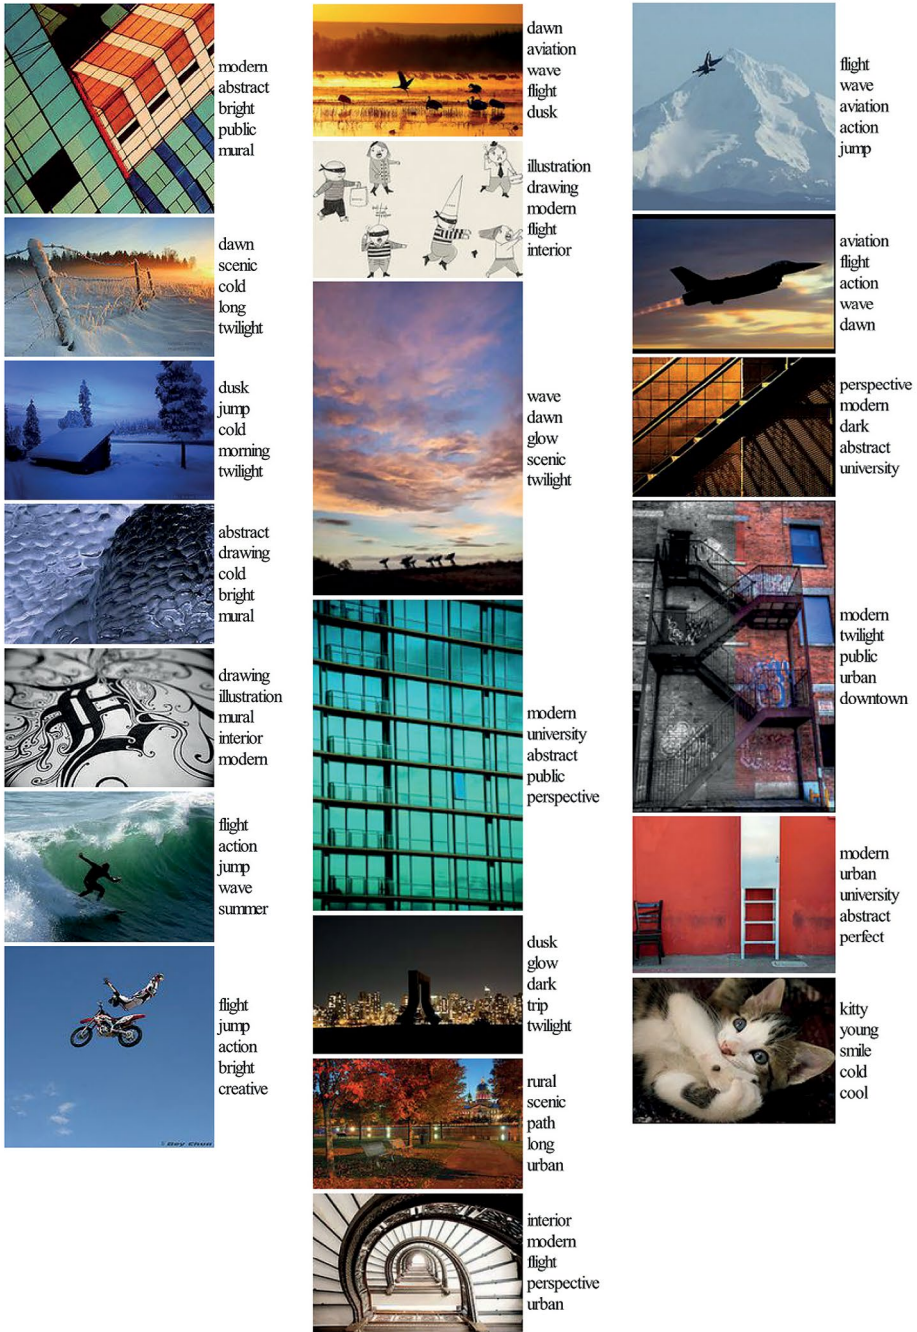 modern
abstract
bright
public
mural
dawn
scenic
cold
long
twilight
dusk
jump
cold
morning
twilight
abstract
drawing
cold
bright
mural
drawing
illustration
mural
interior
modern
flight
action
jump
wave
summer
flight
jump
action
bright
creative
dawn
aviation
wave
flight
dusk
illustration
drawing
modern
flight
interior
wave
dawn
glow
scenic
twilight
modern
university
abstract
public
perspective
dusk
glow
dark
trip
twilight
rural
scenic
path
long
urban
interior
modern
flight
perspective
urban
flight
wave
aviation
action
jump
aviation
flight
action
wave
dawn
perspective
modern
dark
abstract
university
modern
twilight
public
urban
downtown
modern
urban
university
abstract
perfect
kitty
young
smile
cold
cool